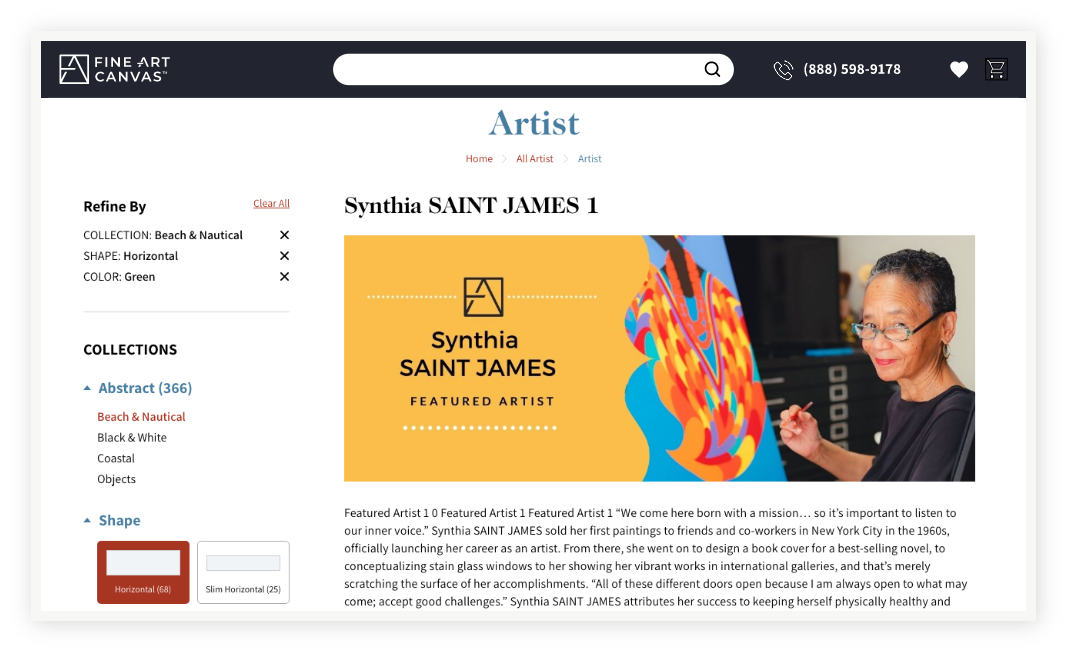 FINE ART
CANVAS™
(888) 598-9178
Artist
Home > All Artist > Artist
Refine By
Clear All
COLLECTION: Beach & Nautical
SHAPE: Horizontal
COLOR: Green
COLLECTIONS
Abstract (366)
Beach & Nautical
Black & White
Coastal
Objects
Shape
Horizontal (68)
Slim Horizontal (25)
Synthia SAINT JAMES 1
Synthia
SAINT JAMES
FEATURED ARTIST
Featured Artist 1 0 Featured Artist 1 Featured Artist 1 “We come here born with a mission… so it’s important to listen to
our inner voice.” Synthia SAINT JAMES sold her first paintings to friends and co-workers in New York City in the 1960s,
officially launching her career as an artist. From there, she went on to design a book cover for a best-selling novel, to
conceptualizing stain glass windows to her showing her vibrant works in international galleries, and that’s merely
scratching the surface of her accomplishments. “All of these different doors open because I am always open to what may
come; accept good challenges.” Synthia SAINT JAMES attributes her success to keeping herself physically healthy and